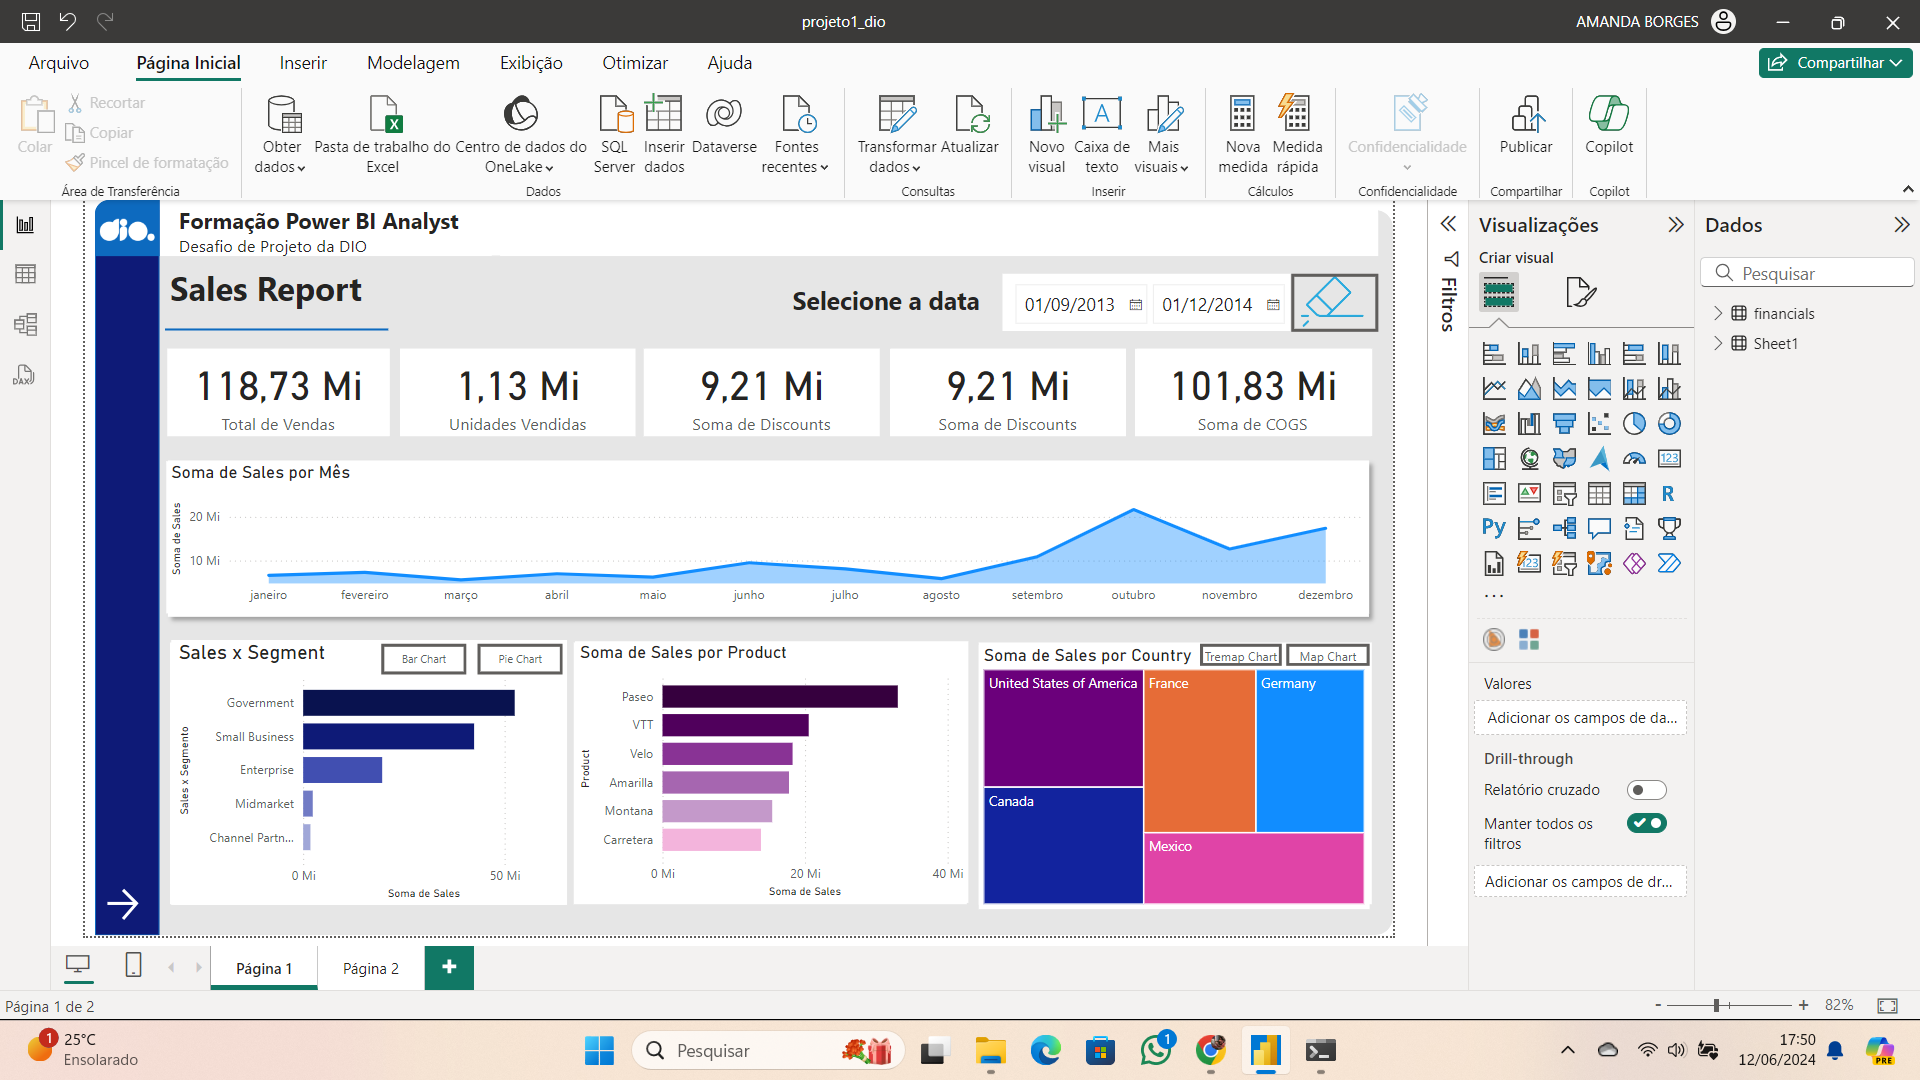 projeto1_dio
AMANDA BORGES
Arquivo
Página Inicial
Inserir
Modelagem
Exibição
Otimizar
Ajuda
Compartilhar
Colar
Recortar
Copiar
Pincel de formatação
Área de Transferência
Obter dados
Pasta de trabalho do Excel
Centro de dados do OneLake
SQL Server
Inserir dados
Dataverse
Fontes recentes
Dados
Transformar dados
Atualizar
Consultas
Novo visual
Caixa de texto
Mais visuais
Inserir
Nova medida
Medida rápida
Cálculos
Confidencialidade
Confidencialidade
Publicar
Compartilhar
Copilot
Copilot
DAX
dio.
Formação Power BI Analyst
Desafio de Projeto da DIO
Sales Report
Selecione a data
01/09/2013
01/12/2014
118,73 Mi
Total de Vendas
1,13 Mi
Unidades Vendidas
9,21 Mi
Soma de Discounts
9,21 Mi
Soma de Discounts
101,83 Mi
Soma de COGS
Soma de Sales por Mês
Soma de Sales
20 Mi
10 Mi
janeiro
fevereiro
março
abril
maio
junho
julho
agosto
setembro
outubro
novembro
dezembro
Sales x Segment
Bar Chart
Pie Chart
Sales x Segmento
Government
Small Business
Enterprise
Midmarket
Channel Partn...
0 Mi
50 Mi
Soma de Sales
Soma de Sales por Product
Product
Paseo
VTT
Velo
Amarilla
Montana
Carretera
0 Mi
20 Mi
40 Mi
Soma de Sales
Soma de Sales por Country
Tremap Chart
Map Chart
United States of America
France
Germany
Canada
Mexico
Filtros
Visualizações
Criar visual
123
R
Py
123
...
Valores
Adicionar os campos de da...
Drill-through
Relatório cruzado
Manter todos os filtros
Adicionar os campos de dr...
Dados
Pesquisar
financials
Sheet1
Página 1
Página 2
+
Página 1 de 2
- + 82%
1
25°C
Ensolarado
Pesquisar
1
17:50
12/06/2024
PRE